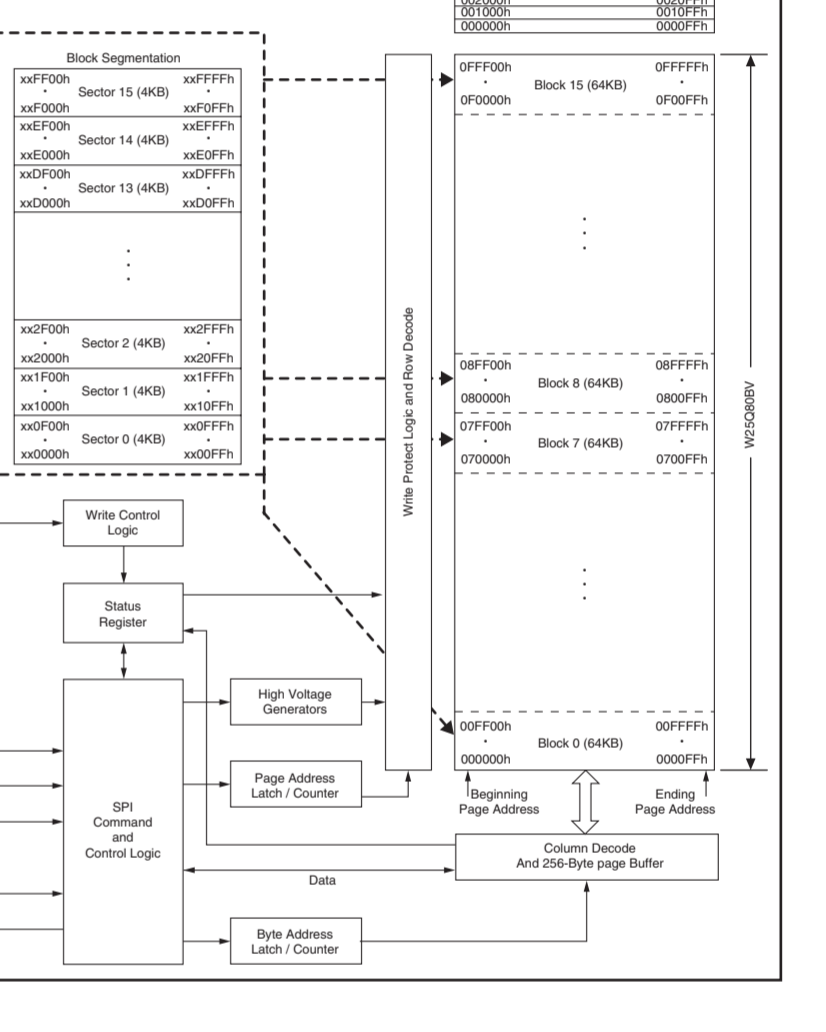 002000h 0020FFh
001000h 0010FFh
000000h 0000FFh
Block Segmentation
xxFF00h xxFFFFh
Sector 15 (4KB)
xxF000h xxF0FFh
xxEF00h xxEFFFh
Sector 14 (4KB)
xxE000h xxE0FFh
xxDF00h xxDFFFh
Sector 13 (4KB)
xxD000h xxD0FFh
xx2F00h xx2FFFh
Sector 2 (4KB)
xx2000h xx20FFh
xx1F00h xx1FFFh
Sector 1 (4KB)
xx1000h xx10FFh
xx0F00h xx0FFFh
Sector 0 (4KB)
xx0000h xx00FFh
Write Protect Logic and Row Decode
0FFF00h 0FFFFFh
Block 15 (64KB)
0F0000h 0F00FFh
08FF00h 08FFFFh
Block 8 (64KB)
080000h 0800FFh
07FF00h 07FFFFh
Block 7 (64KB)
070000h 0700FFh
00FF00h 00FFFFh
Block 0 (64KB)
000000h 0000FFh
W25Q80BV
Beginning
Page Address
Ending
Page Address
Write Control
Logic
Status
Register
High Voltage
Generators
Page Address
Latch / Counter
SPI
Command
and
Control Logic
Column Decode
And 256-Byte page Buffer
Data
Byte Address
Latch / Counter